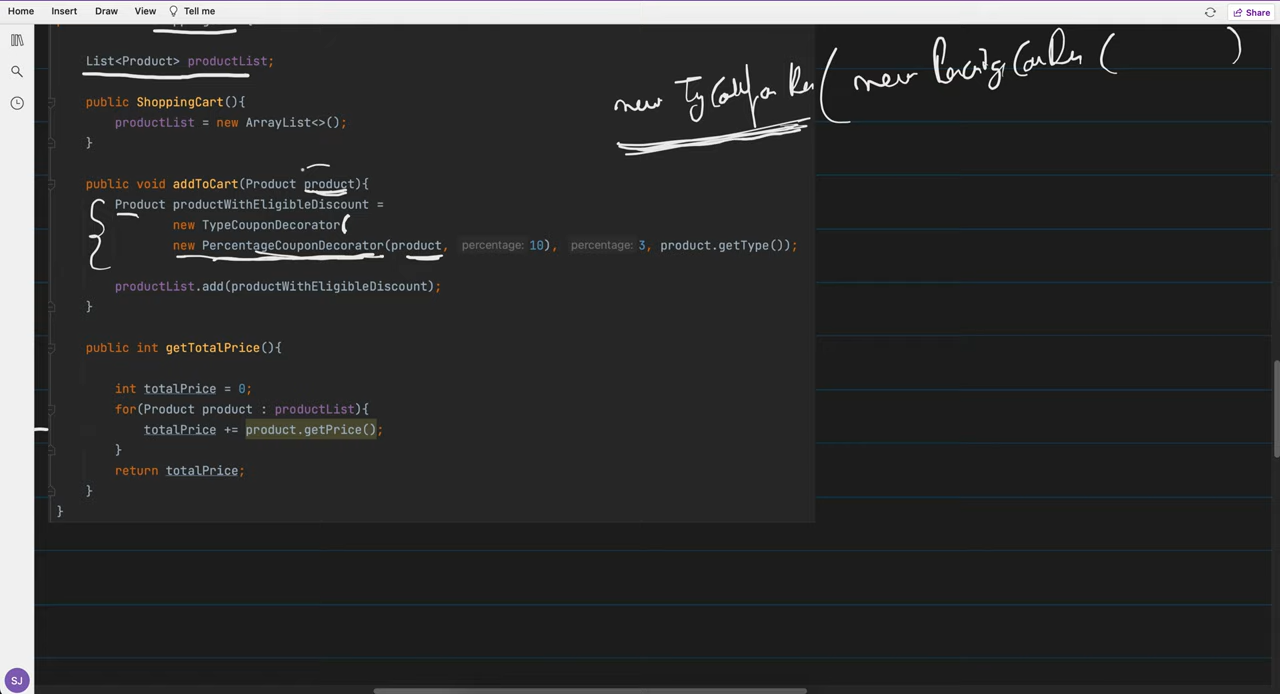 Home Insert Draw View Tell me
Share
List<Product> productList;
new
new
public ShoppingCart(){
productList = new ArrayList<>();
}
public void addToCart(Product product){
Product productWithEligibleDiscount =
new TypeCouponDecorator(
new PercentageCouponDecorator(product, percentage: 10), percentage: 3, product.getType());
productList.add(productWithEligibleDiscount);
}
public int getTotalPrice(){
int totalPrice = 0;
for(Product product : productList){
totalPrice += product.getPrice();
}
return totalPrice;
}
}
SJ